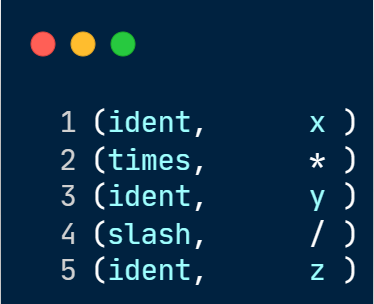 1 (ident,      x )
2 (times,      * )
3 (ident,      y )
4 (slash,      / )
5 (ident,      z )